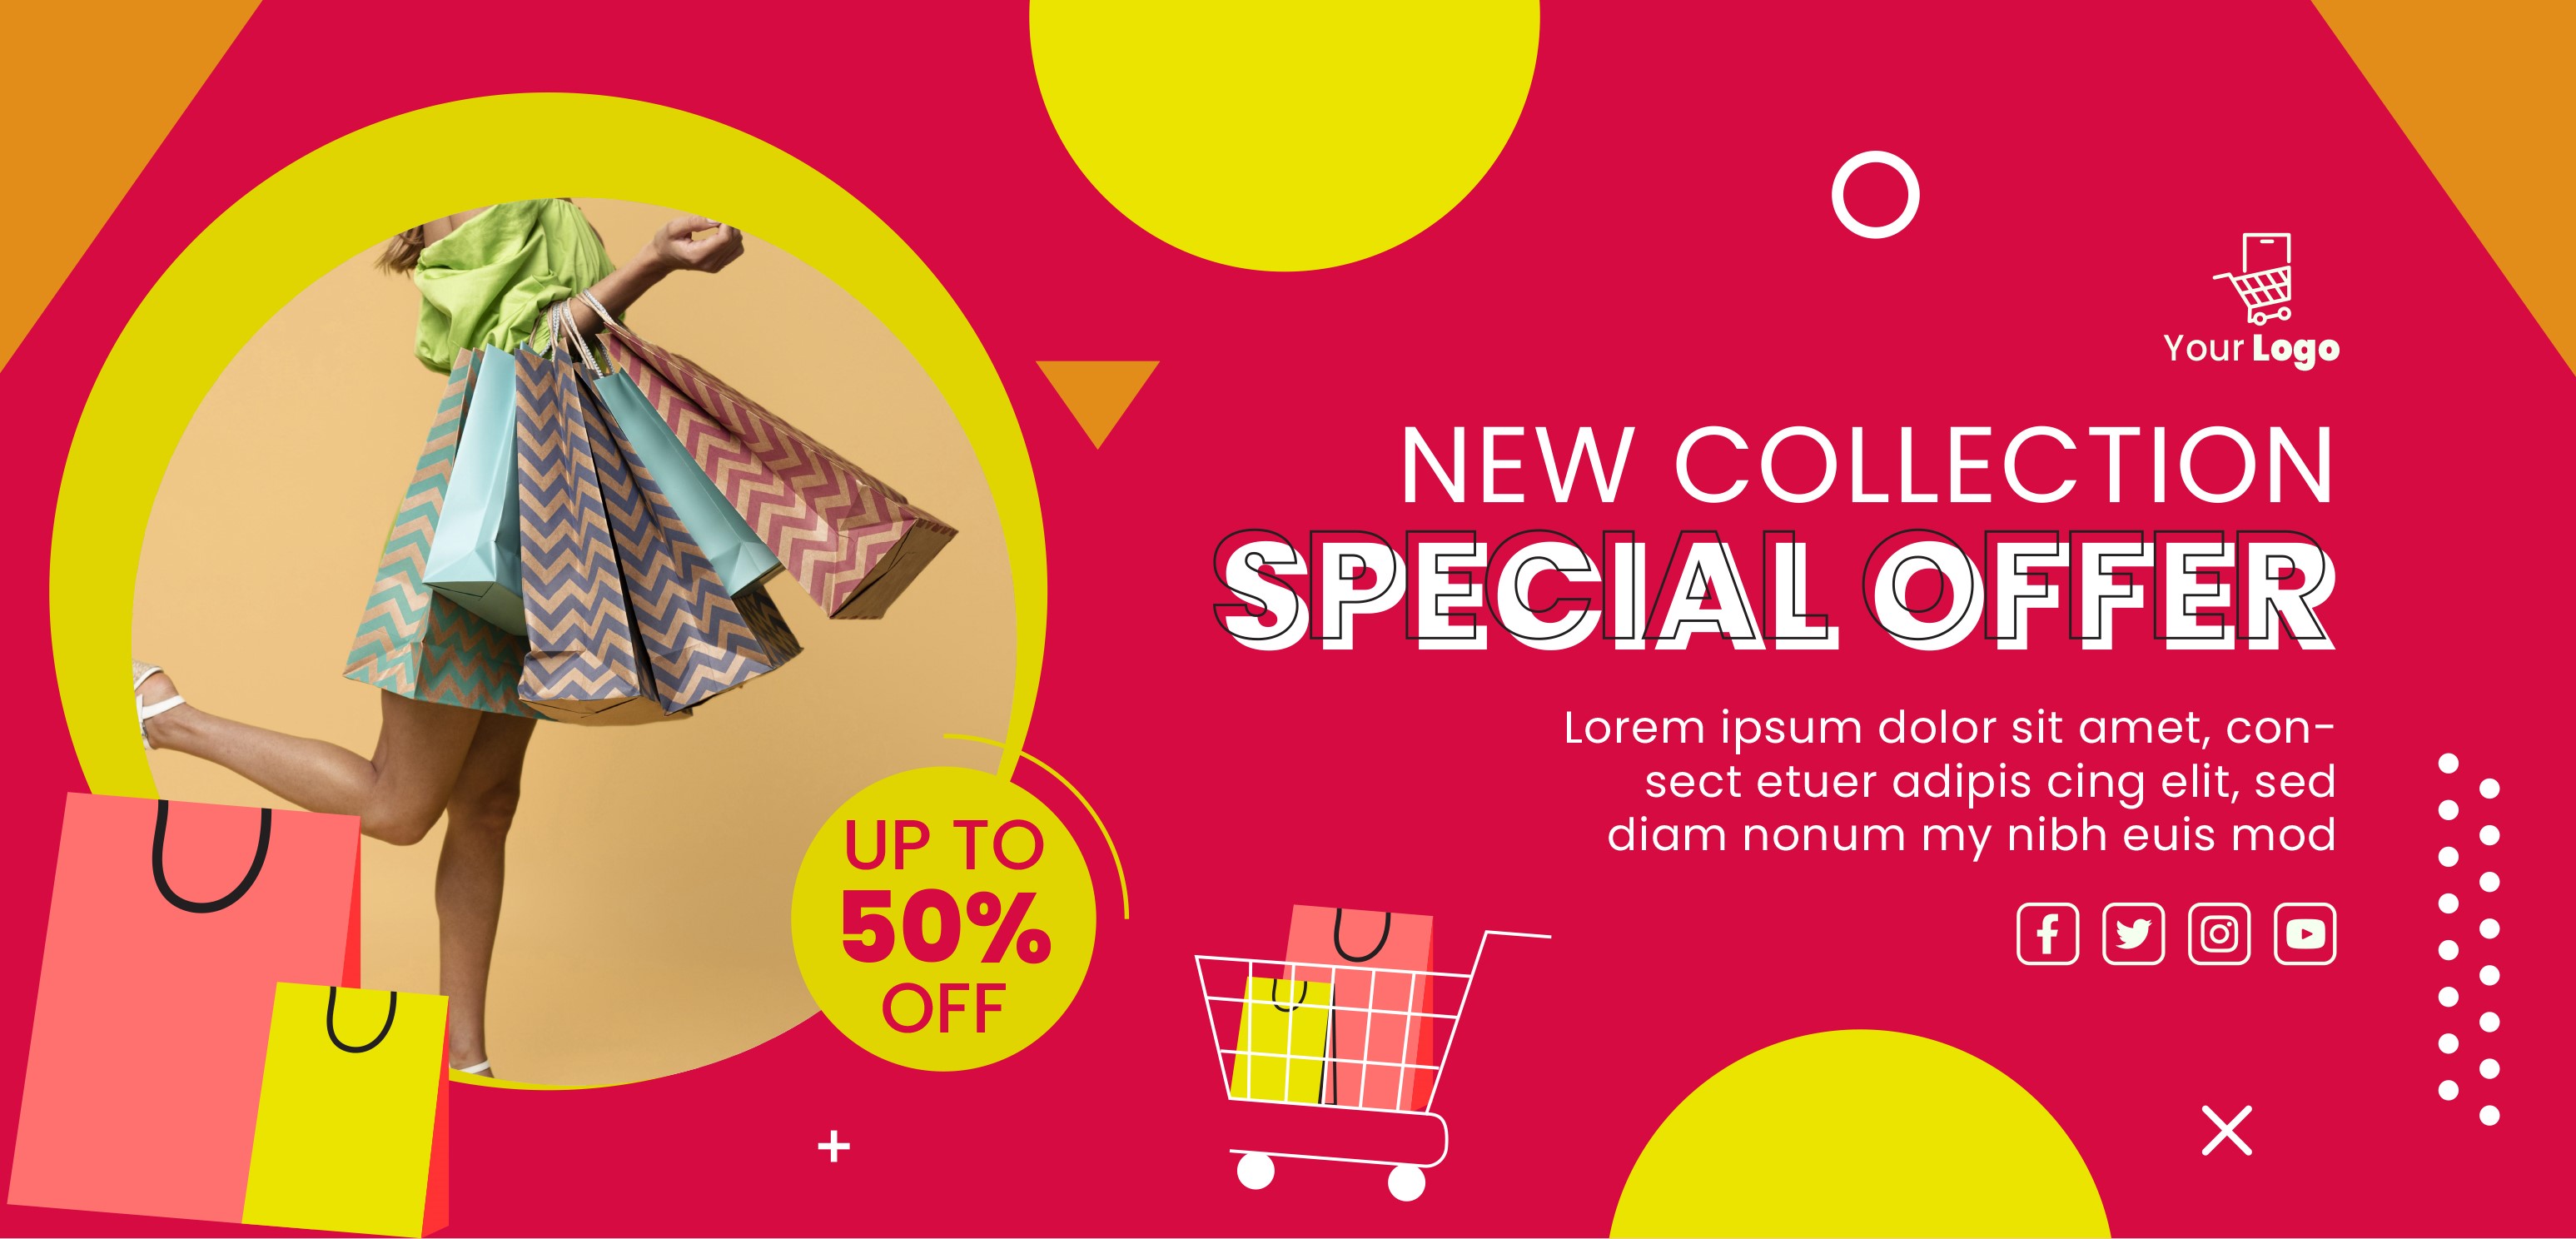 Your Logo
NEW COLLECTION
SPECIAL OFFER
Lorem ipsum dolor sit amet, con-
sect etuer adipis cing elit, sed
diam nonum my nibh euis mod
UP TO
50%
OFF